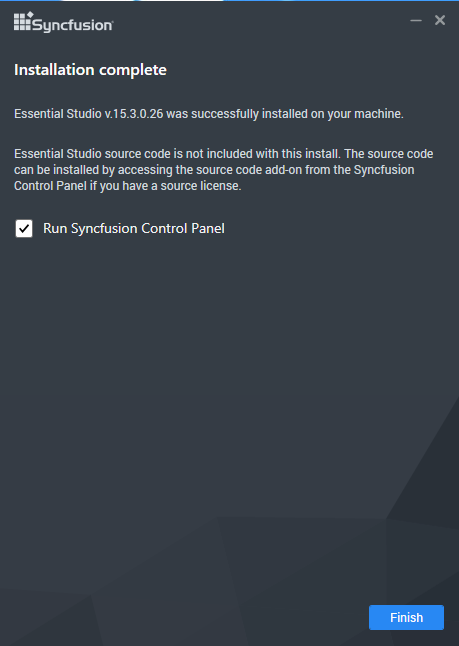 Syncfusion
Installation complete
Essential Studio v.15.3.0.26 was successfully installed on your machine.
Essential Studio source code is not included with this install. The source code
can be installed by accessing the source code add-on from the Syncfusion
Control Panel if you have a source license.
Run Syncfusion Control Panel
Finish